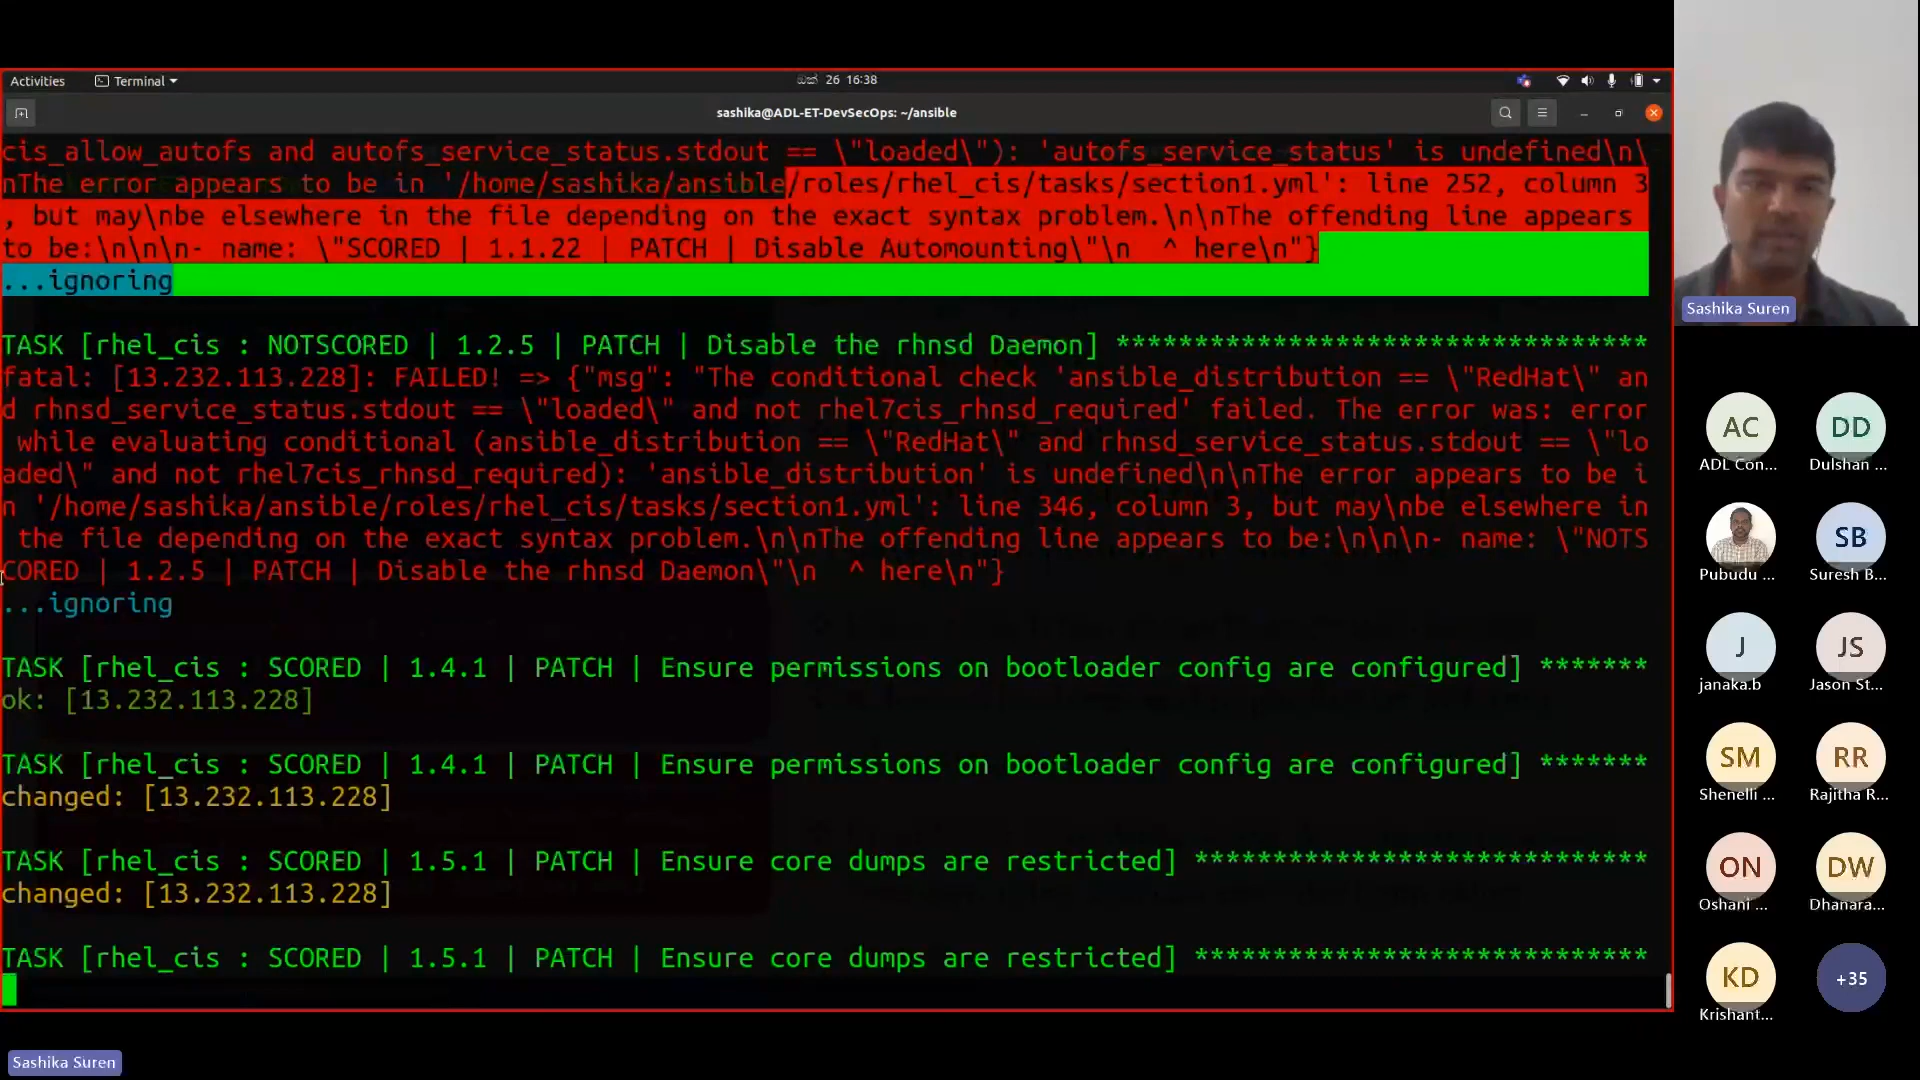 Activities
Terminal
ඔක් 26 16:38
sashika@ADL-ET-DevSecOps: ~/ansible
cis_allow_autofs and autofs_service_status.stdout == \"loaded\"): 'autofs_service_status' is undefined\n\
nThe error appears to be in '/home/sashika/ansible/roles/rhel_cis/tasks/section1.yml': line 252, column 3
, but may\nbe elsewhere in the file depending on the exact syntax problem.\n\nThe offending line appears
to be:\n\n\n- name: \"SCORED | 1.1.22 | PATCH | Disable Automounting\"\n  ^ here\n"}
...ignoring
TASK [rhel_cis : NOTSCORED | 1.2.5 | PATCH | Disable the rhnsd Daemon] **********************************
fatal: [13.232.113.228]: FAILED! => {"msg": "The conditional check 'ansible_distribution == \"RedHat\" an
d rhnsd_service_status.stdout == \"loaded\" and not rhel7cis_rhnsd_required' failed. The error was: error
while evaluating conditional (ansible_distribution == \"RedHat\" and rhnsd_service_status.stdout == \"lo
aded\" and not rhel7cis_rhnsd_required): 'ansible_distribution' is undefined\n\nThe error appears to be i
n '/home/sashika/ansible/roles/rhel_cis/tasks/section1.yml': line 346, column 3, but may\nbe elsewhere in
the file depending on the exact syntax problem.\n\nThe offending line appears to be:\n\n\n- name: \"NOTS
CORED | 1.2.5 | PATCH | Disable the rhnsd Daemon\"\n  ^ here\n"}
...ignoring
TASK [rhel_cis : SCORED | 1.4.1 | PATCH | Ensure permissions on bootloader config are configured] *******
ok: [13.232.113.228]
TASK [rhel_cis : SCORED | 1.4.1 | PATCH | Ensure permissions on bootloader config are configured] *******
changed: [13.232.113.228]
TASK [rhel_cis : SCORED | 1.5.1 | PATCH | Ensure core dumps are restricted] *****************************
changed: [13.232.113.228]
TASK [rhel_cis : SCORED | 1.5.1 | PATCH | Ensure core dumps are restricted] *****************************
Sashika Suren
Sashika Suren
AC
ADL Con...
DD
Dulshan ...
Pubudu ...
SB
Suresh B...
J
janaka.b
JS
Jason St...
SM
Shenelli ...
RR
Rajitha R...
ON
Oshani ...
DW
Dhanara...
KD
Krishant...
+35